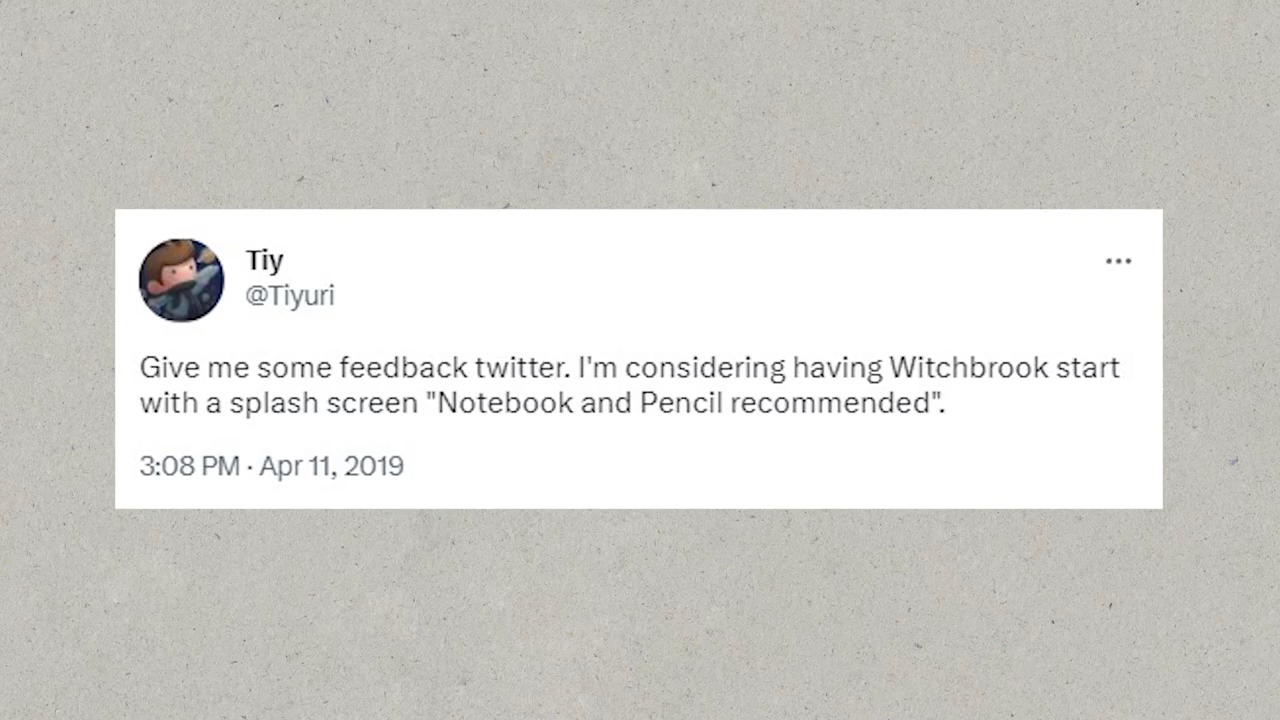 Tiy
@Tiyuri
Give me some feedback twitter. I'm considering having Witchbrook start
with a splash screen "Notebook and Pencil recommended".
3:08 PM · Apr 11, 2019